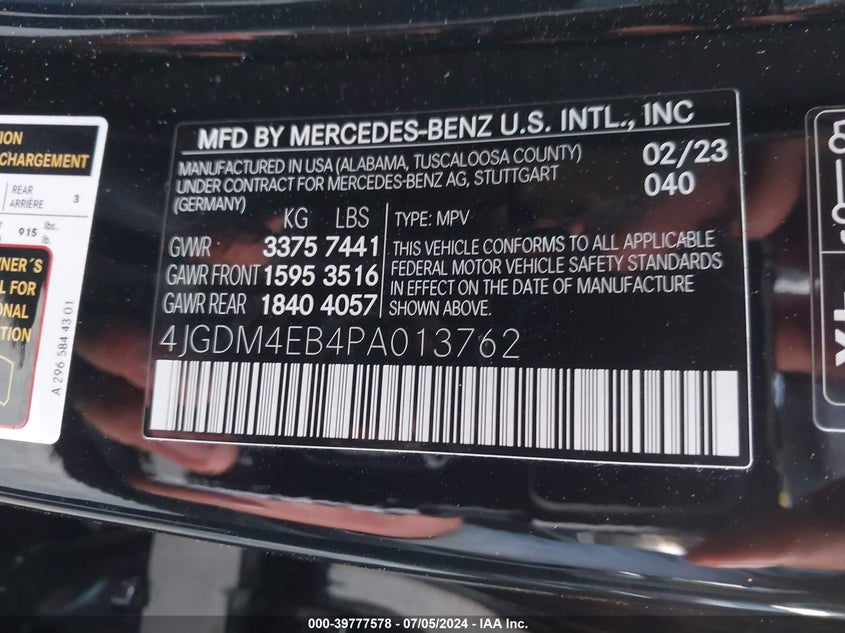 MFD BY MERCEDES-BENZ U.S. INTL., INC
MANUFACTURED IN USA (ALABAMA, TUSCALOOSA COUNTY) 02/23
UNDER CONTRACT FOR MERCEDES-BENZ AG, STUTTGART 040
(GERMANY)
KG LBS TYPE: MPV
GVWR 3375 7441 THIS VEHICLE CONFORMS TO ALL APPLICABLE
GAWR FRONT 1595 3516 FEDERAL MOTOR VEHICLE SAFETY STANDARDS
IN EFFECT ON THE DATE OF MANUFACTURE
GAWR REAR 1840 4057 SHOWN ABOVE.
4JGDM4EB4PA013762
TION
CHARGEMENT
REAR
ARRIÈRE 3
915 lbs.
lb.
WNER´S
L FOR
ONAL
ATION
A 296 584 43 01
000-39777578 - 07/05/2024 - IAA Inc.